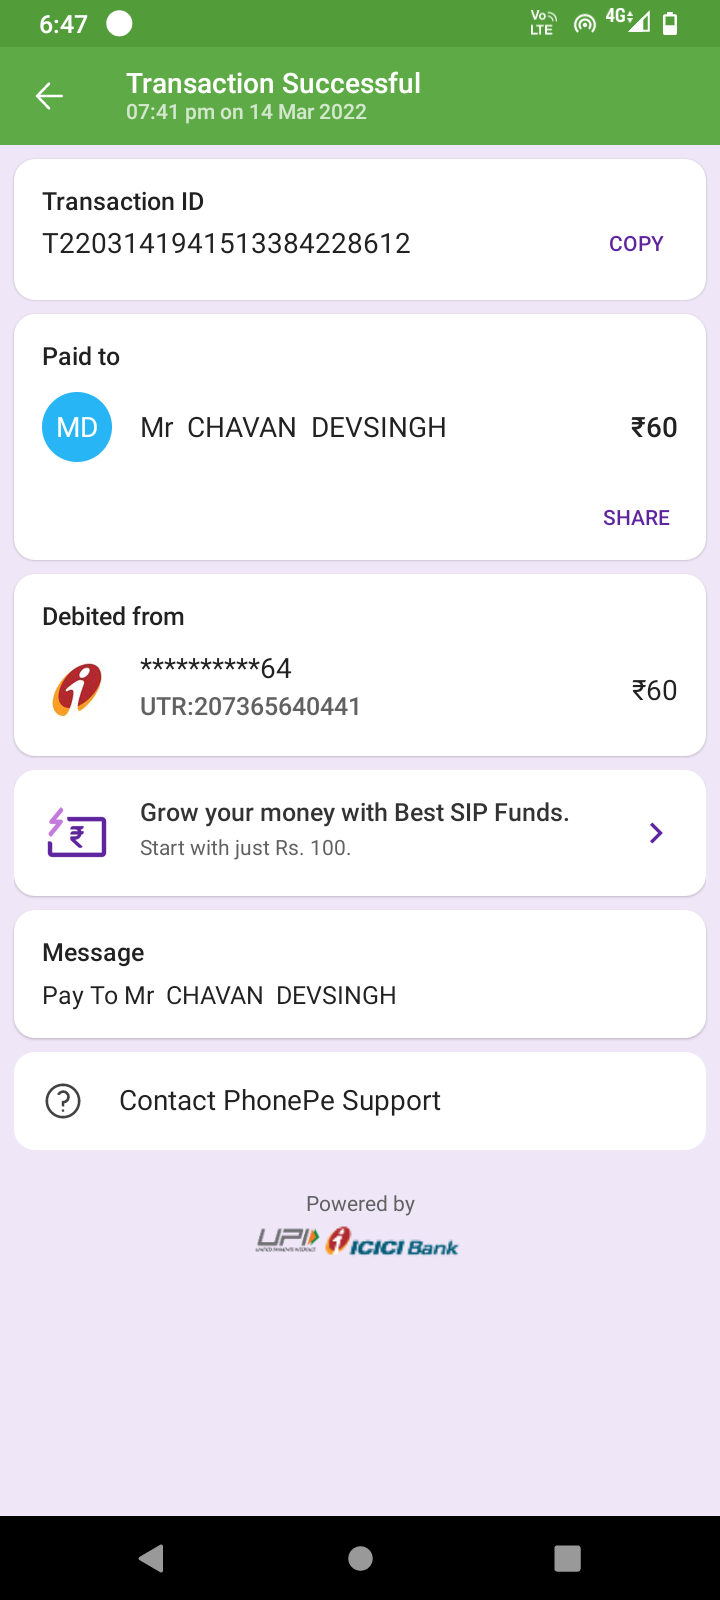 6:47
Vo LTE 4G
Transaction Successful
07:41 pm on 14 Mar 2022
Transaction ID
T2203141941513384228612 COPY
Paid to
MD Mr CHAVAN DEVSINGH ₹60
SHARE
Debited from
**********64
UTR:207365640441 ₹60
Grow your money with Best SIP Funds.
Start with just Rs. 100.
Message
Pay To Mr CHAVAN DEVSINGH
Contact PhonePe Support
Powered by
UPI ICICI Bank
UNIFIED PAYMENTS INTERFACE